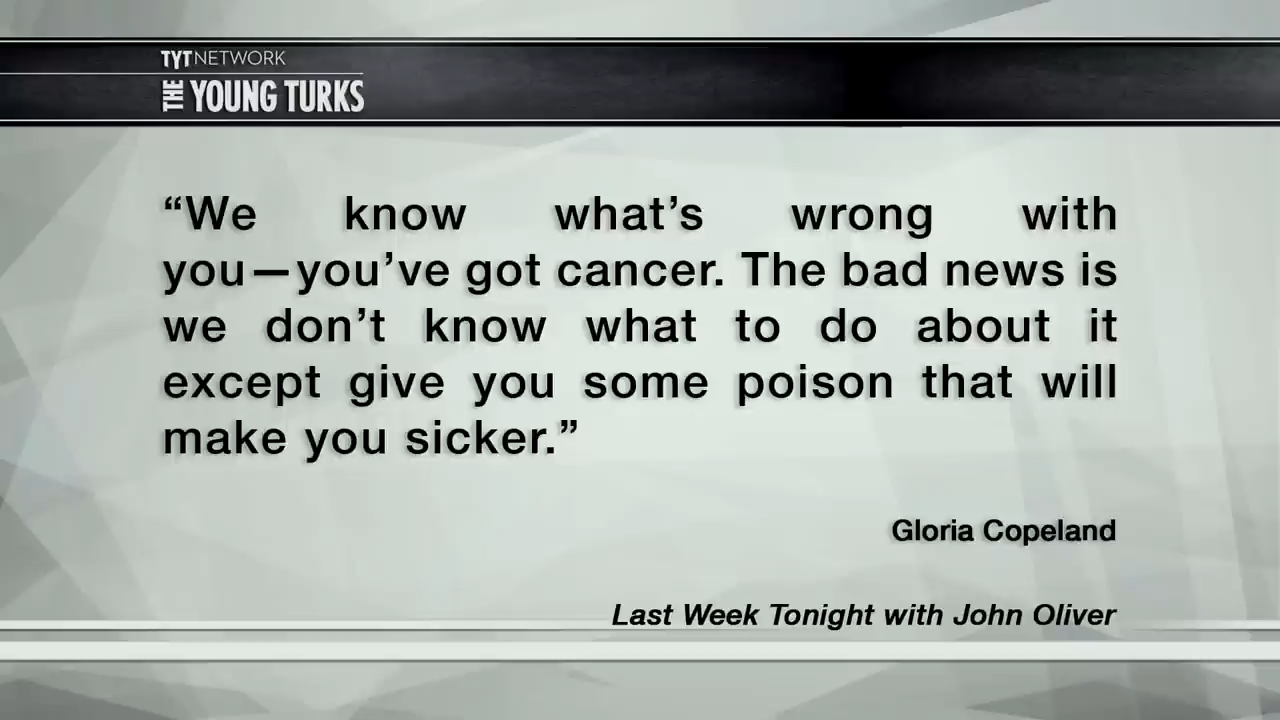 TYT NETWORK
THE YOUNG TURKS
“We know what’s wrong with
you—you’ve got cancer. The bad news is
we don’t know what to do about it
except give you some poison that will
make you sicker.”
Gloria Copeland
Last Week Tonight with John Oliver